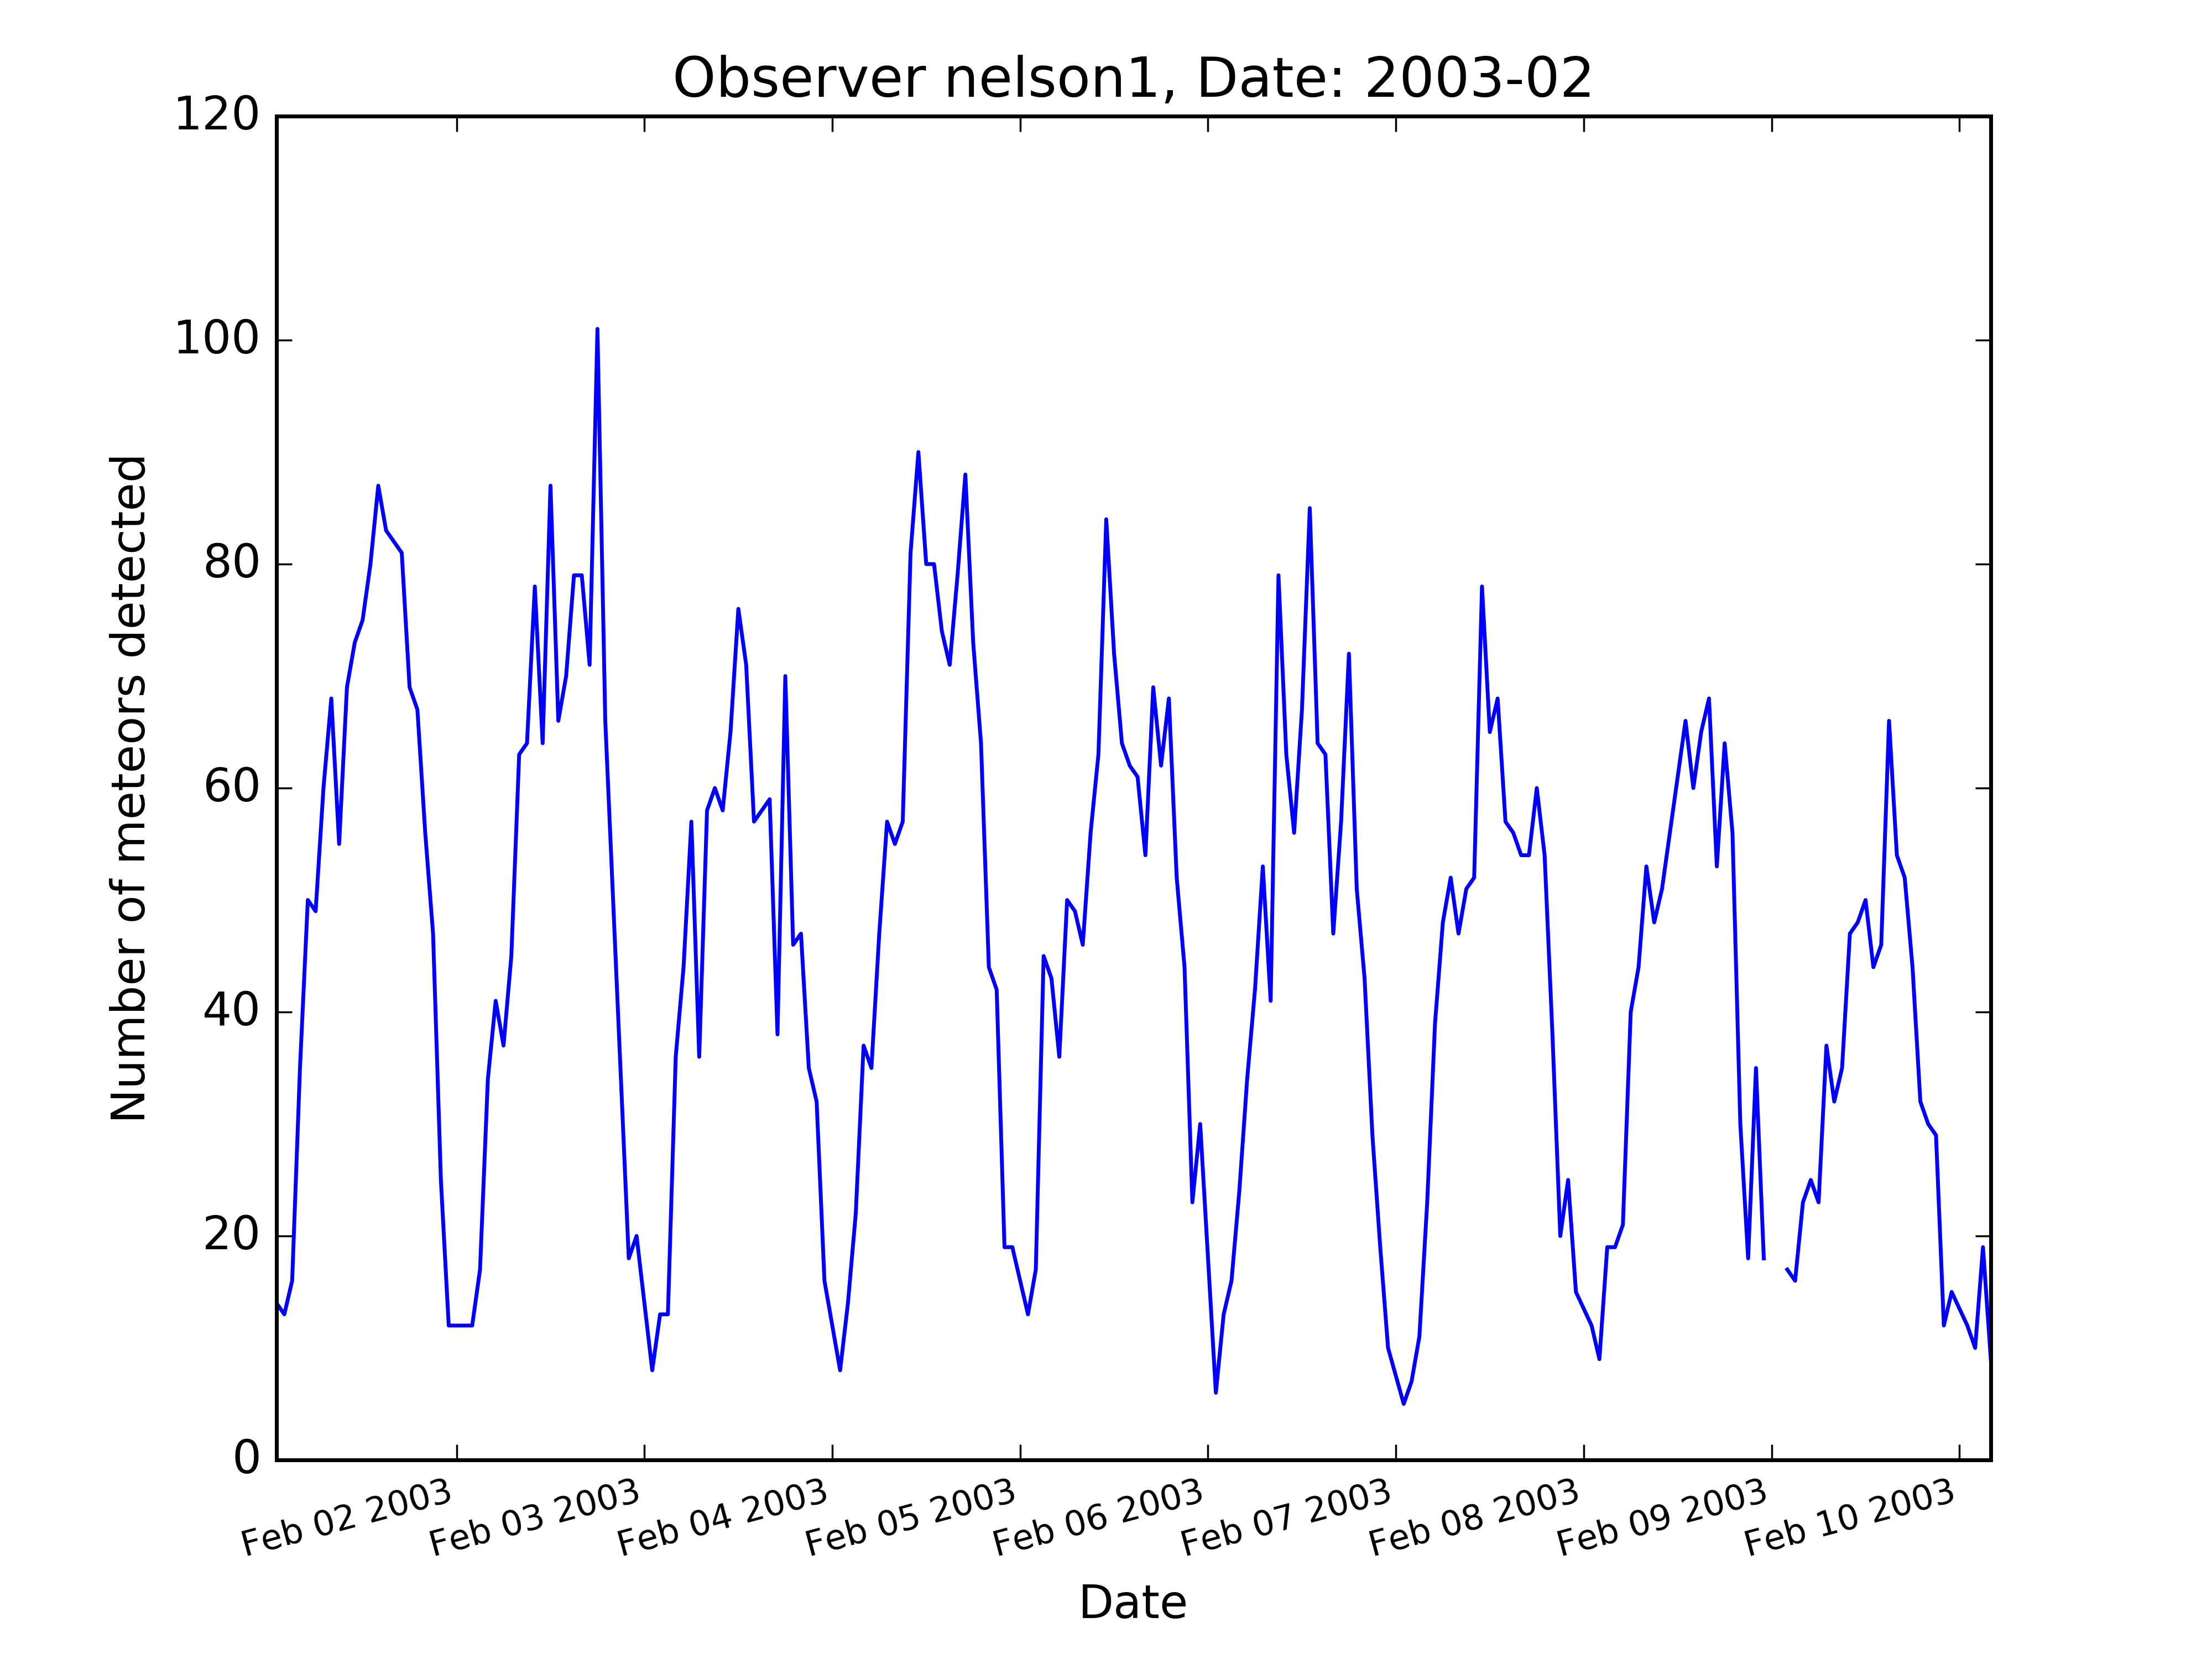 Observer nelson1, Date: 2003-02
120
100
80
60
40
20
0
Number of meteors detected
Feb 02 2003
Feb 03 2003
Feb 04 2003
Feb 05 2003
Feb 06 2003
Feb 07 2003
Feb 08 2003
Feb 09 2003
Feb 10 2003
Date